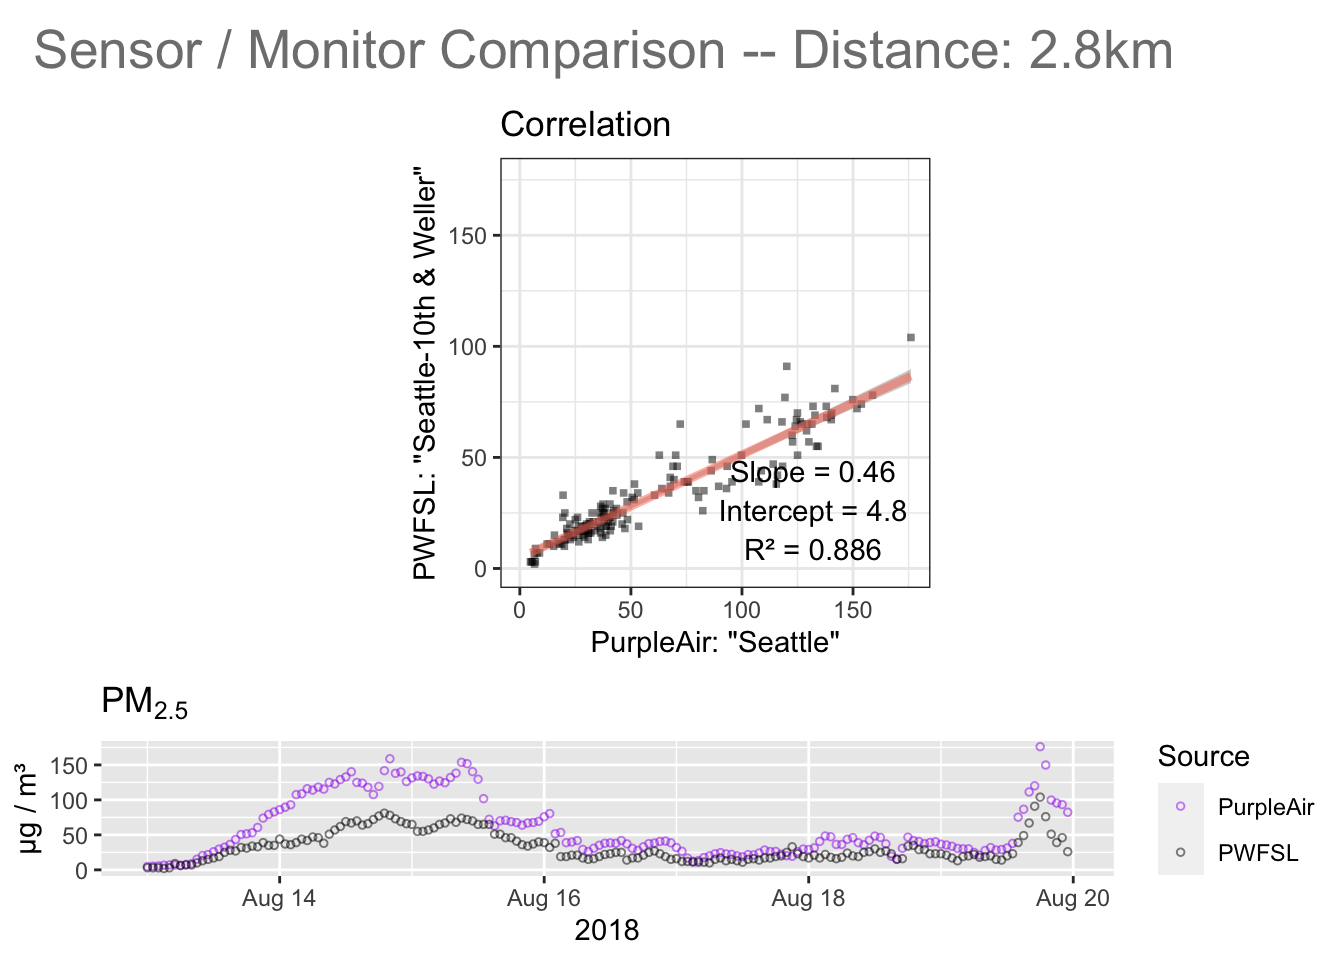 Sensor / Monitor Comparison -- Distance: 2.8km
Correlation
PWFSL: "Seattle-10th & Weller"
150
100
50
0
Slope = 0.46
Intercept = 4.8
R² = 0.886
0 50 100 150
PurpleAir: "Seattle"
PM2.5
µg / m³
150
100
50
0
Aug 14 Aug 16 Aug 18 Aug 20
2018
Source
PurpleAir
PWFSL